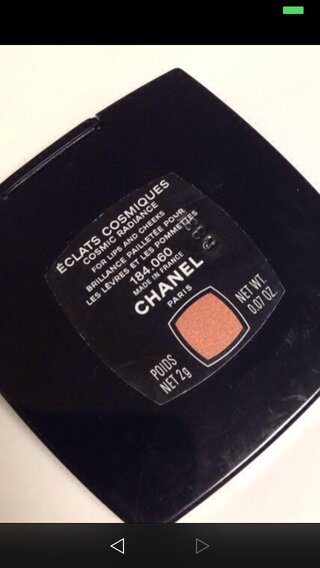 ÉCLATS COSMIQUES
COSMIC RADIANCE
FOR LIPS AND CHEEKS
BRILLANCE PAILLETÉE POUR
LES LÈVRES ET LES POMMETTES
184.060
MADE IN FRANCE
CHANEL
PARIS
POIDS
NET 2g
NET WT
0.07 OZ